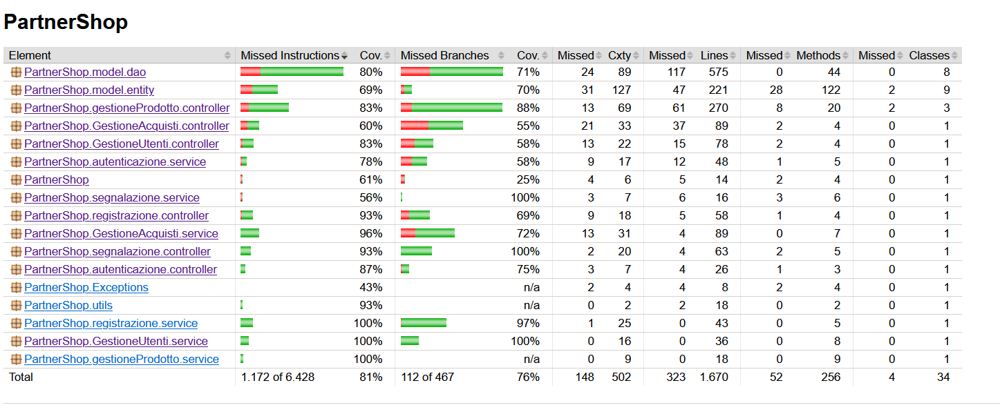 PartnerShop
Element Missed Instructions Cov. Missed Branches Cov. Missed Cxty Missed Lines Missed Methods Missed Classes
PartnerShop.model.dao 80% 71% 24 89 117 575 0 44 0 8
PartnerShop.model.entity 69% 70% 31 127 47 221 28 122 2 9
PartnerShop.gestioneProdotto.controller 83% 88% 13 69 61 270 8 20 2 3
PartnerShop.GestioneAcquisti.controller 60% 55% 21 33 37 89 2 4 0 1
PartnerShop.GestioneUtenti.controller 83% 58% 13 22 15 78 2 4 0 1
PartnerShop.autenticazione.service 78% 58% 9 17 12 48 1 5 0 1
PartnerShop 61% 25% 4 6 5 14 2 4 0 1
PartnerShop.segnalazione.service 56% 100% 3 7 6 16 3 6 0 1
PartnerShop.registrazione.controller 93% 69% 9 18 5 58 1 4 0 1
PartnerShop.GestioneAcquisti.service 96% 72% 13 31 4 89 0 7 0 1
PartnerShop.segnalazione.controller 93% 100% 2 20 4 63 2 5 0 1
PartnerShop.autenticazione.controller 87% 75% 3 7 4 26 1 3 0 1
PartnerShop.Exceptions 43% n/a 2 4 4 8 2 4 0 1
PartnerShop.utils 93% n/a 0 2 2 18 0 2 0 1
PartnerShop.registrazione.service 100% 97% 1 25 0 43 0 5 0 1
PartnerShop.GestioneUtenti.service 100% 100% 0 16 0 36 0 8 0 1
PartnerShop.gestioneProdotto.service 100% n/a 0 9 0 18 0 9 0 1
Total 1.172 of 6.428 81% 112 of 467 76% 148 502 323 1.670 52 256 4 34